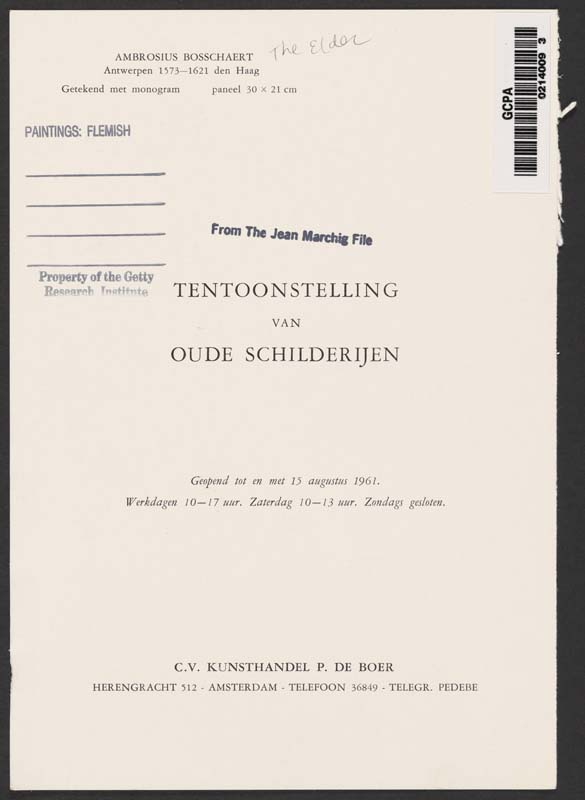 AMBROSIUS BOSSCHAERT The Elder
Antwerpen 1573—1621 den Haag
Getekend met monogram paneel 30 × 21 cm
GCPA
0214009 3
PAINTINGS: FLEMISH
From The Jean Marchig File
Property of the Getty
Research Institute
TENTOONSTELLING
VAN
OUDE SCHILDERIJEN
Geopend tot en met 15 augustus 1961.
Werkdagen 10—17 uur. Zaterdag 10—13 uur. Zondags gesloten.
C.V. KUNSTHANDEL P. DE BOER
HERENGRACHT 512 - AMSTERDAM - TELEFOON 36849 - TELEGR. PEDEBE